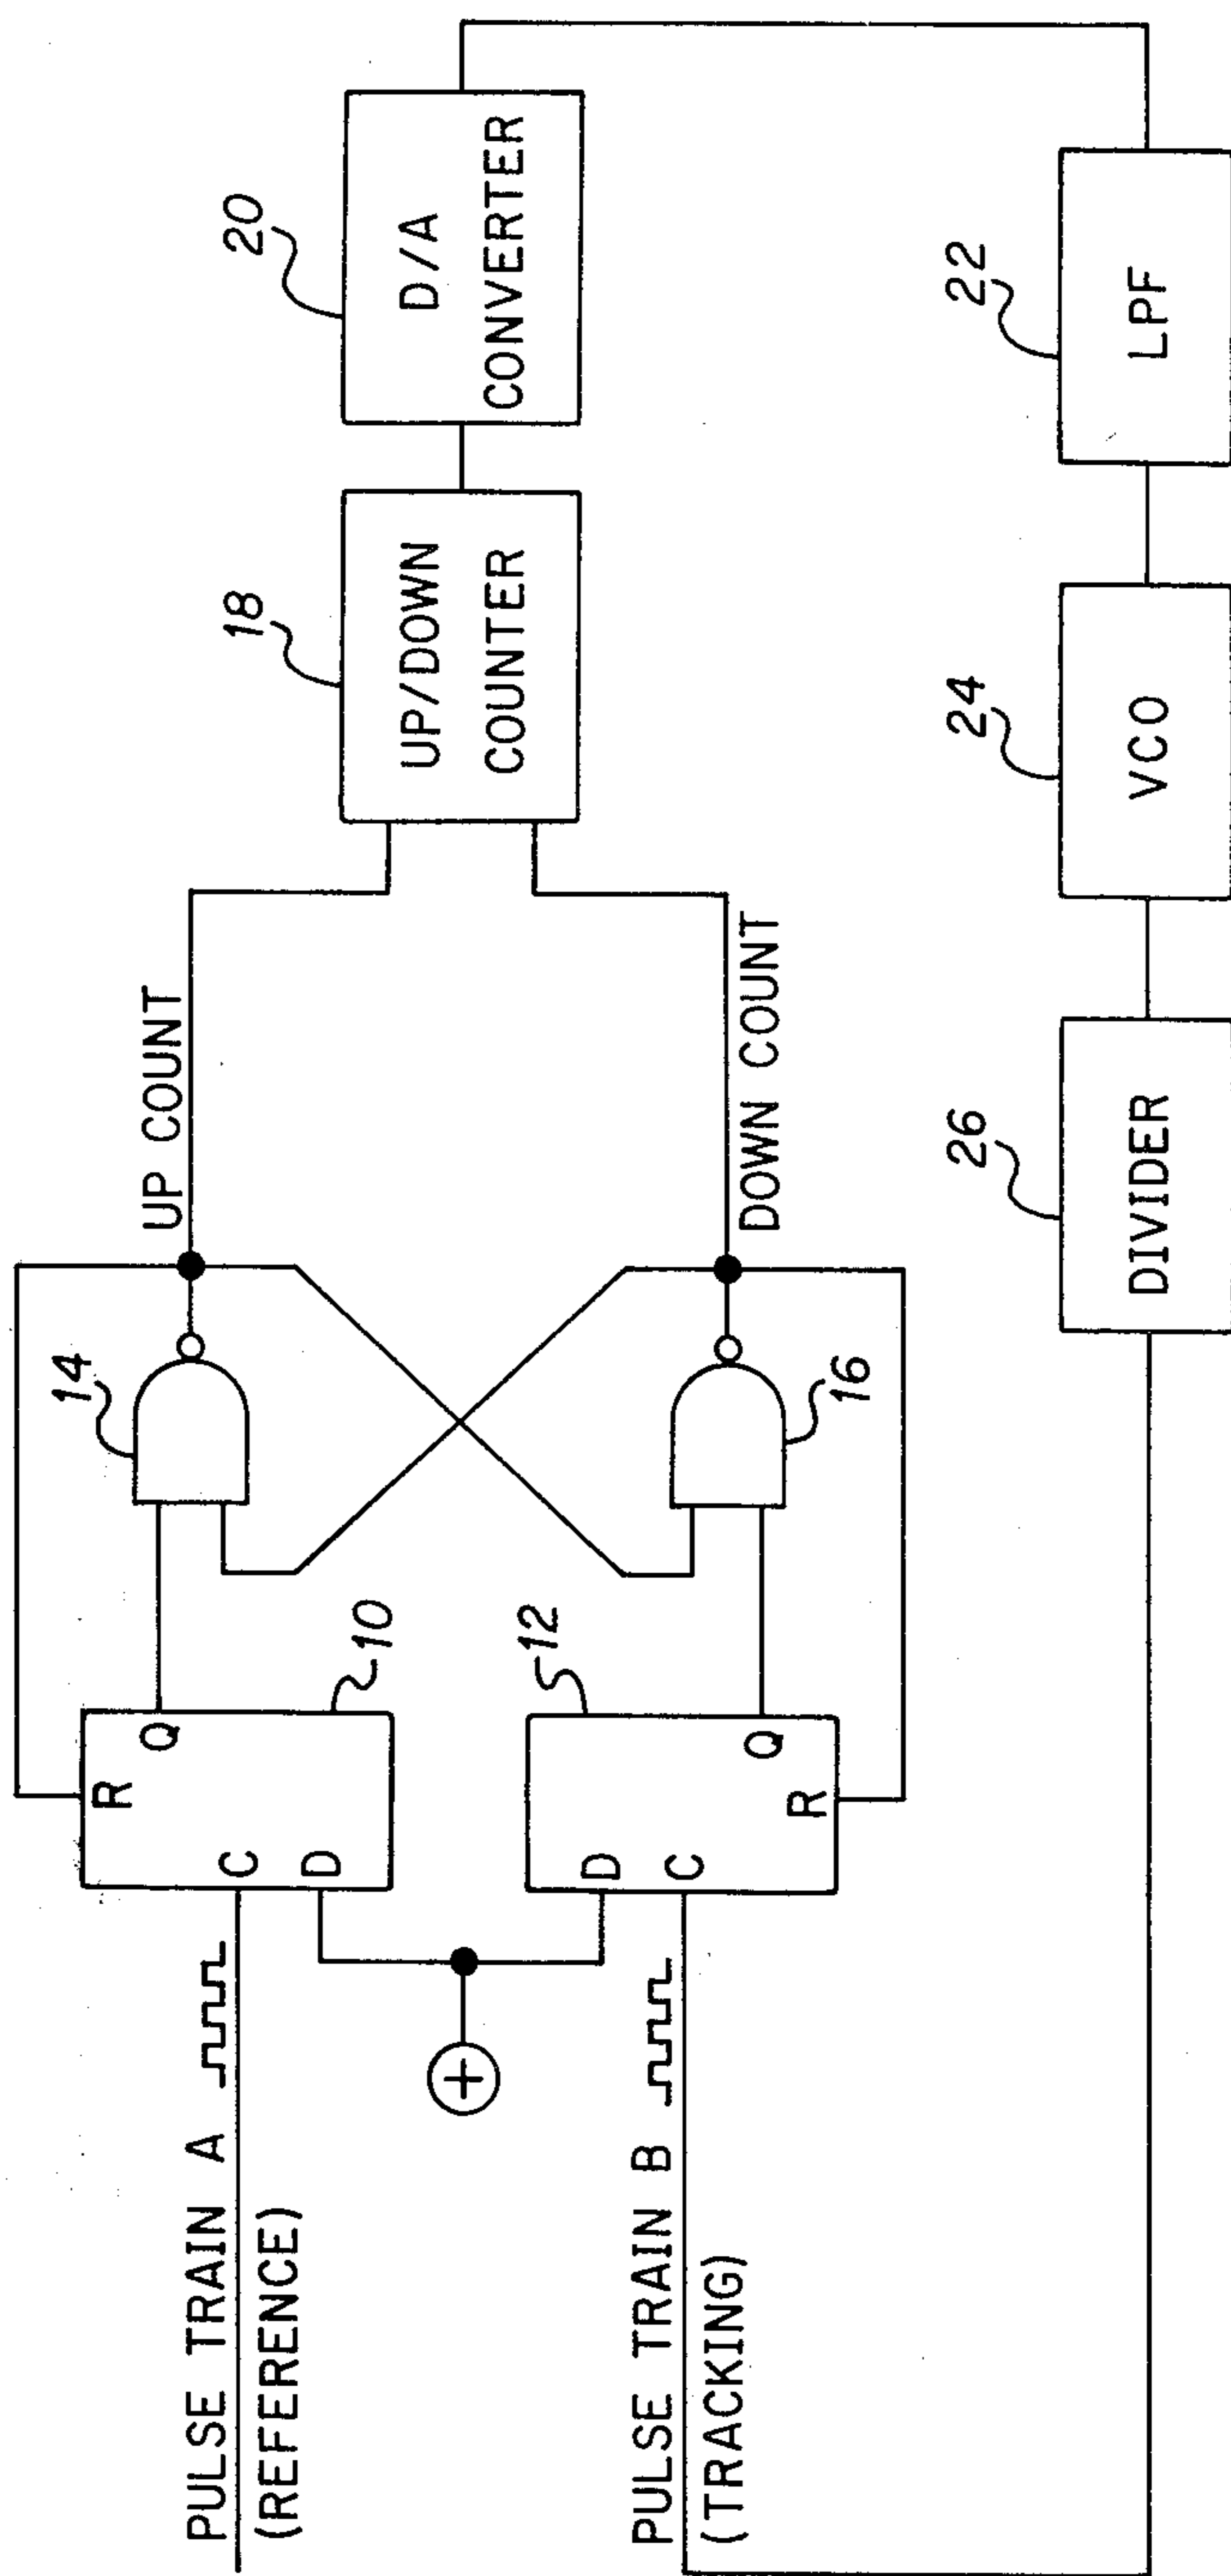 PULSE TRAIN A
(REFERENCE)
C
D
R
Q
10
14
UP COUNT
18
UP/DOWN
COUNTER
20
D/A
CONVERTER
+
PULSE TRAIN B
(TRACKING)
D
C
R
Q
12
16
DOWN COUNT
26
DIVIDER
24
VCO
22
LPF